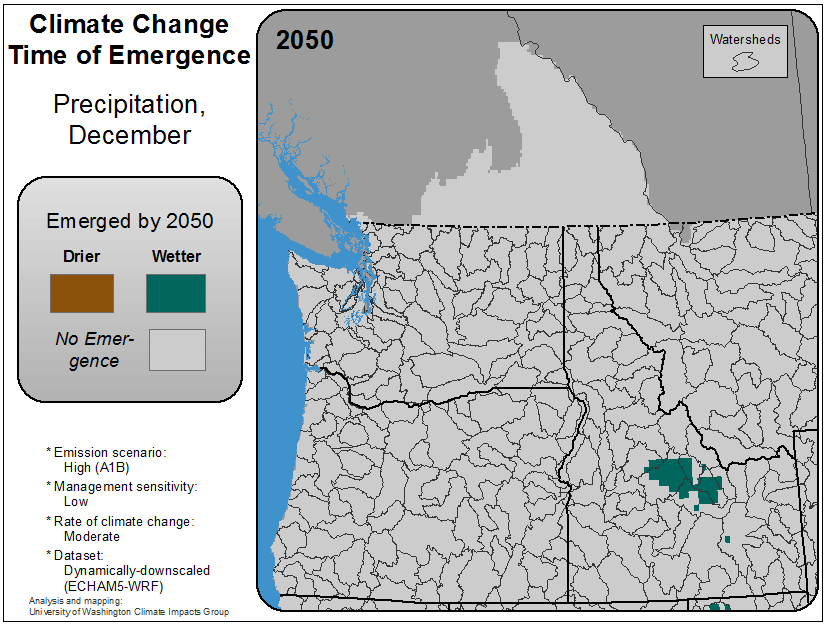 Climate Change
Time of Emergence
Precipitation,
December
Emerged by 2050
Drier
Wetter
No Emer-
gence
* Emission scenario:
High (A1B)
* Management sensitivity:
Low
* Rate of climate change:
Moderate
* Dataset:
Dynamically-downscaled
(ECHAM5-WRF)
Analysis and mapping:
University of Washington Climate Impacts Group
2050
Watersheds